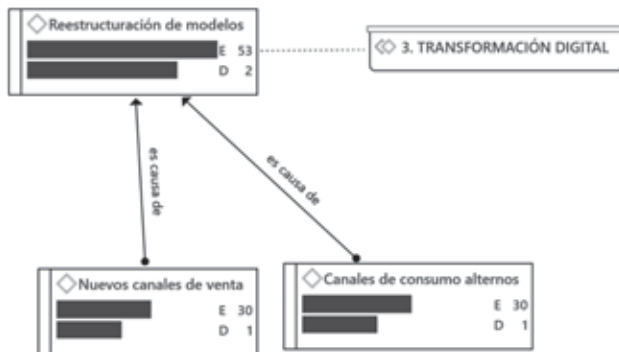 Reestructuración de modelos
E 53
D 2
3. TRANSFORMACIÓN DIGITAL
es causa de
es causa de
Nuevos canales de venta
E 30
D 1
Canales de consumo alternos
E 30
D 1